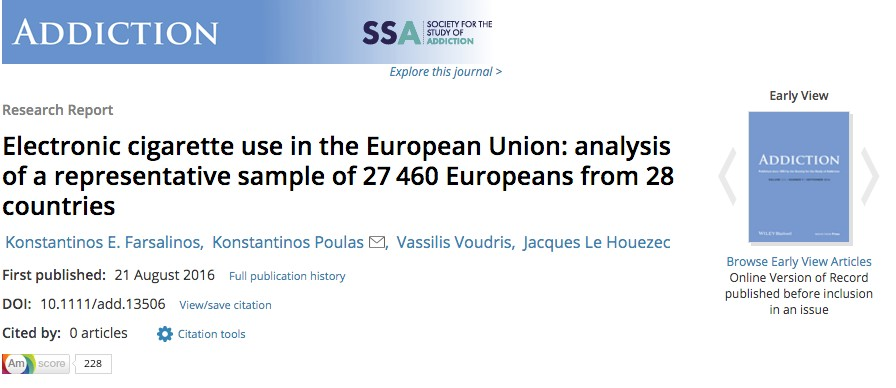 ADDICTION
SSA SOCIETY FOR THE
STUDY OF
ADDICTION
Explore this journal >
Research Report
Electronic cigarette use in the European Union: analysis
of a representative sample of 27 460 Europeans from 28
countries
Konstantinos E. Farsalinos, Konstantinos Poulas , Vassilis Voudris, Jacques Le Houezec
First published: 21 August 2016 Full publication history
DOI: 10.1111/add.13506 View/save citation
Cited by: 0 articles Citation tools
Am score 228
Early View
ADDICTION
Browse Early View Articles
Online Version of Record
published before inclusion
in an issue